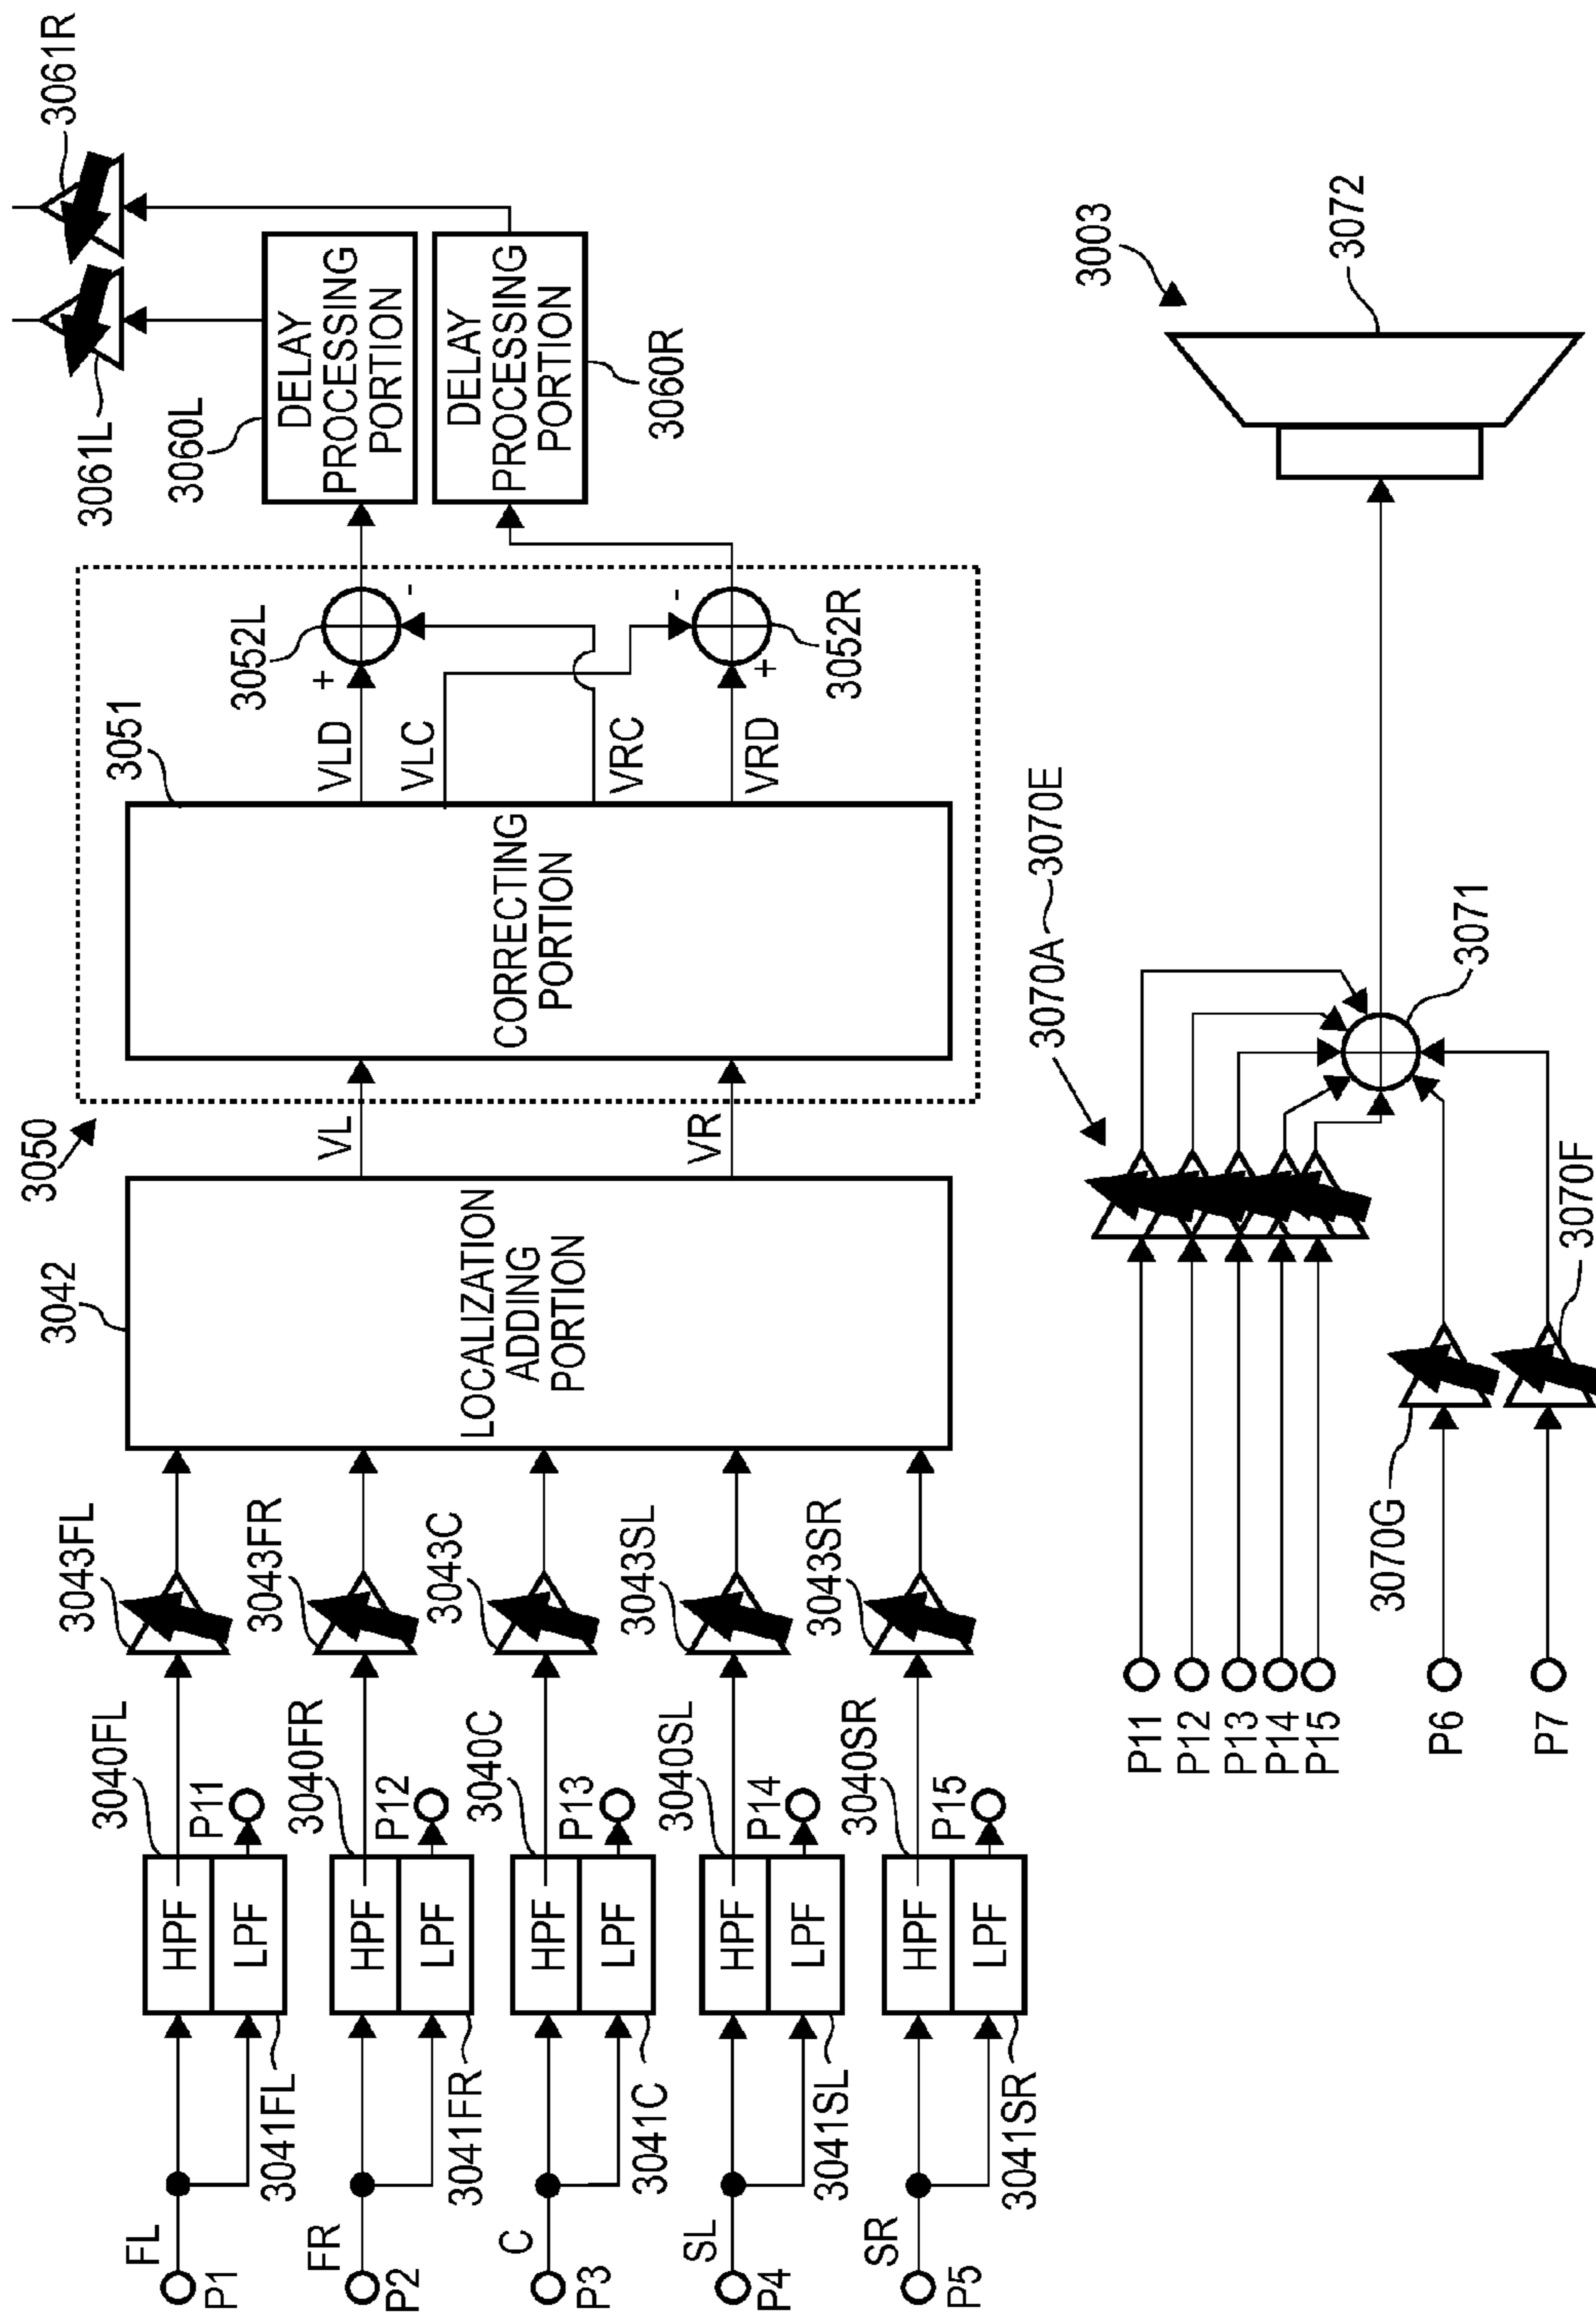 FL
P1
3041FL
HPF
LPF
3040FL
P11
3043FL
FR
P2
3041FR
HPF
LPF
3040FR
P12
3043FR
C
P3
3041C
HPF
LPF
3040C
P13
3043C
SL
P4
3041SL
HPF
LPF
3040SL
P14
3043SL
SR
P5
3041SR
HPF
LPF
3040SR
P15
3043SR
3042
LOCALIZATION
ADDING
PORTION
3050
VL
VR
3051
CORRECTING
PORTION
VLD
VLC
VRC
VRD
3052L
+
-
-
+
3052R
3060L
DELAY
PROCESSING
PORTION
DELAY
PROCESSING
PORTION
3060R
3061L
3061R
P11
P12
P13
P14
P15
P6
P7
3070G
3070F
3070A~3070E
3071
3003
3072